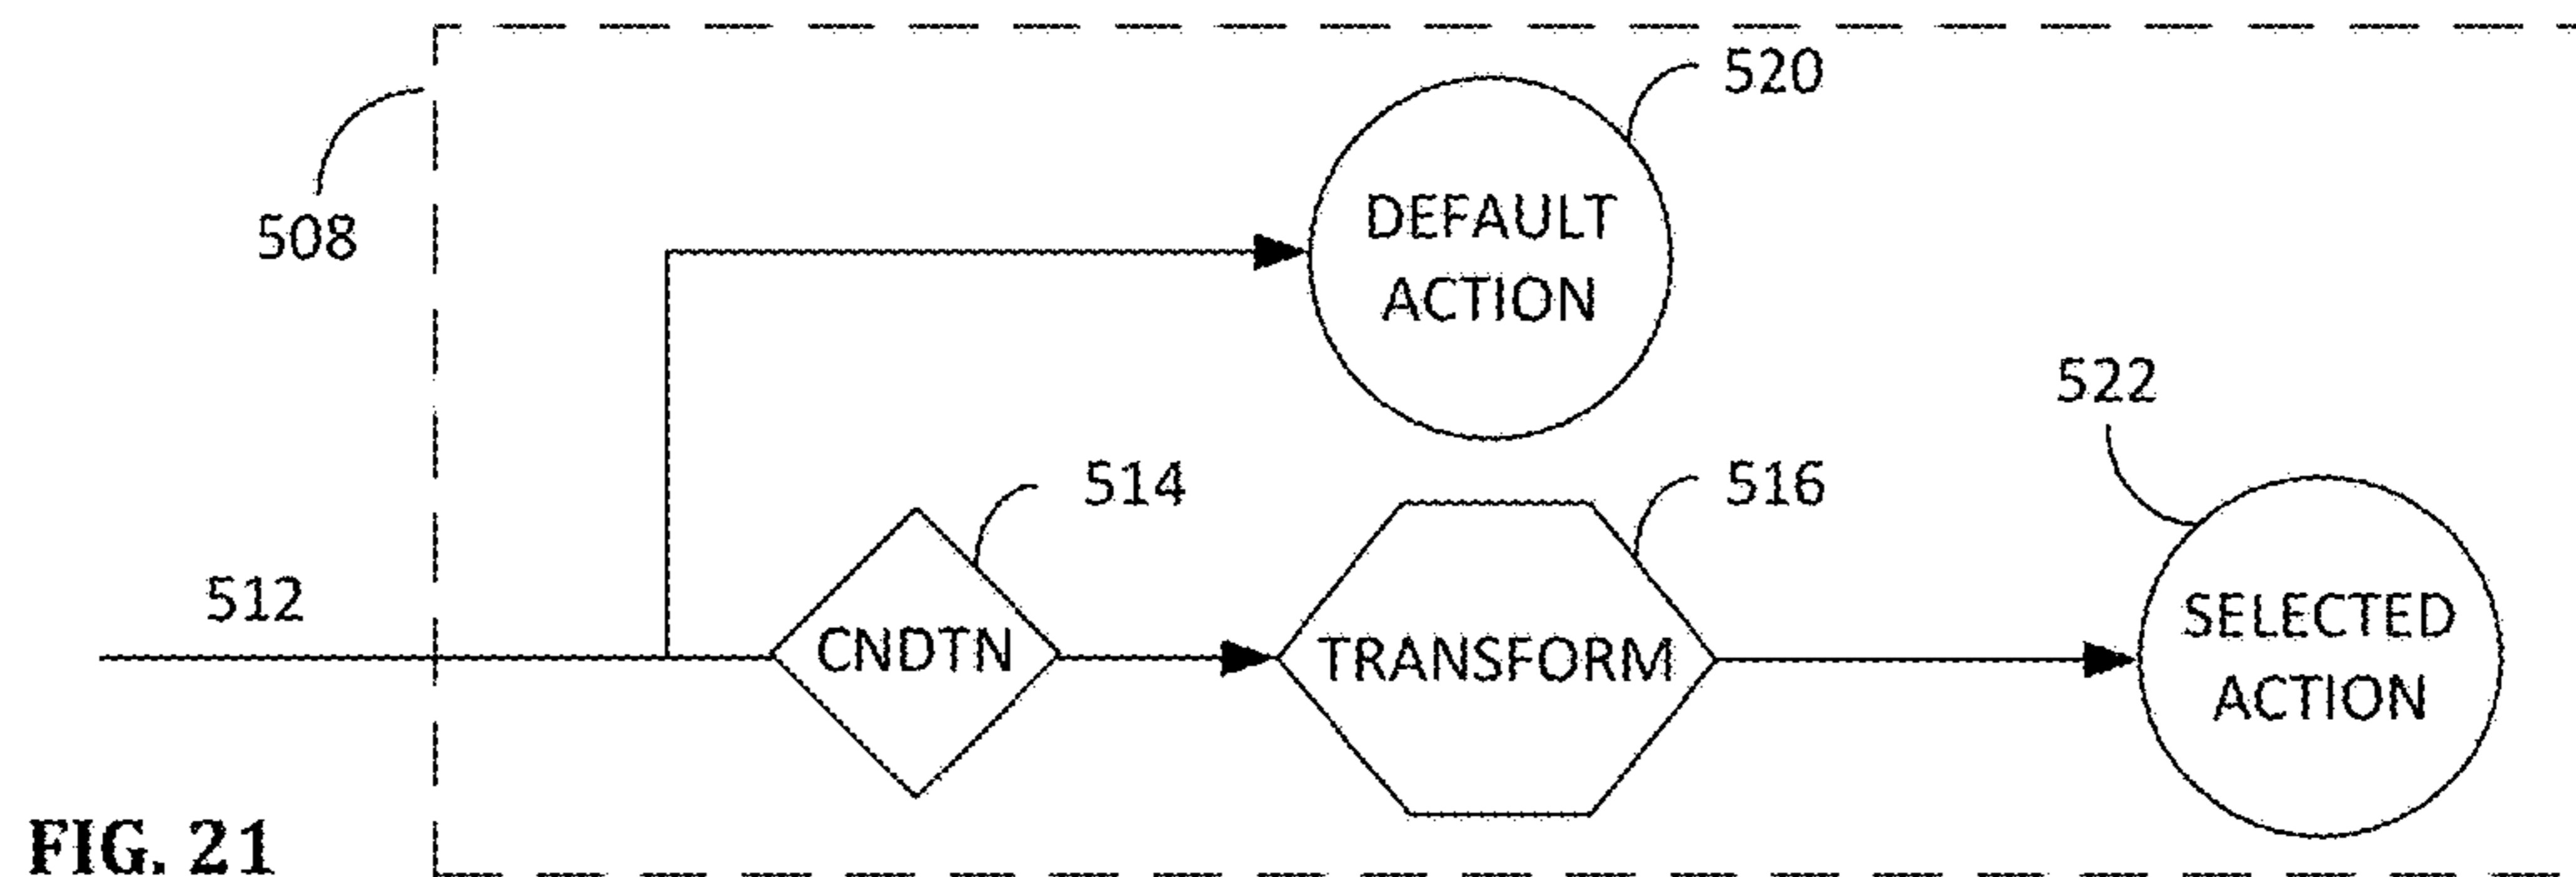 520
DEFAULT
ACTION
508
522
514
516
512
CNDTN
TRANSFORM
SELECTED
ACTION
FIG. 21